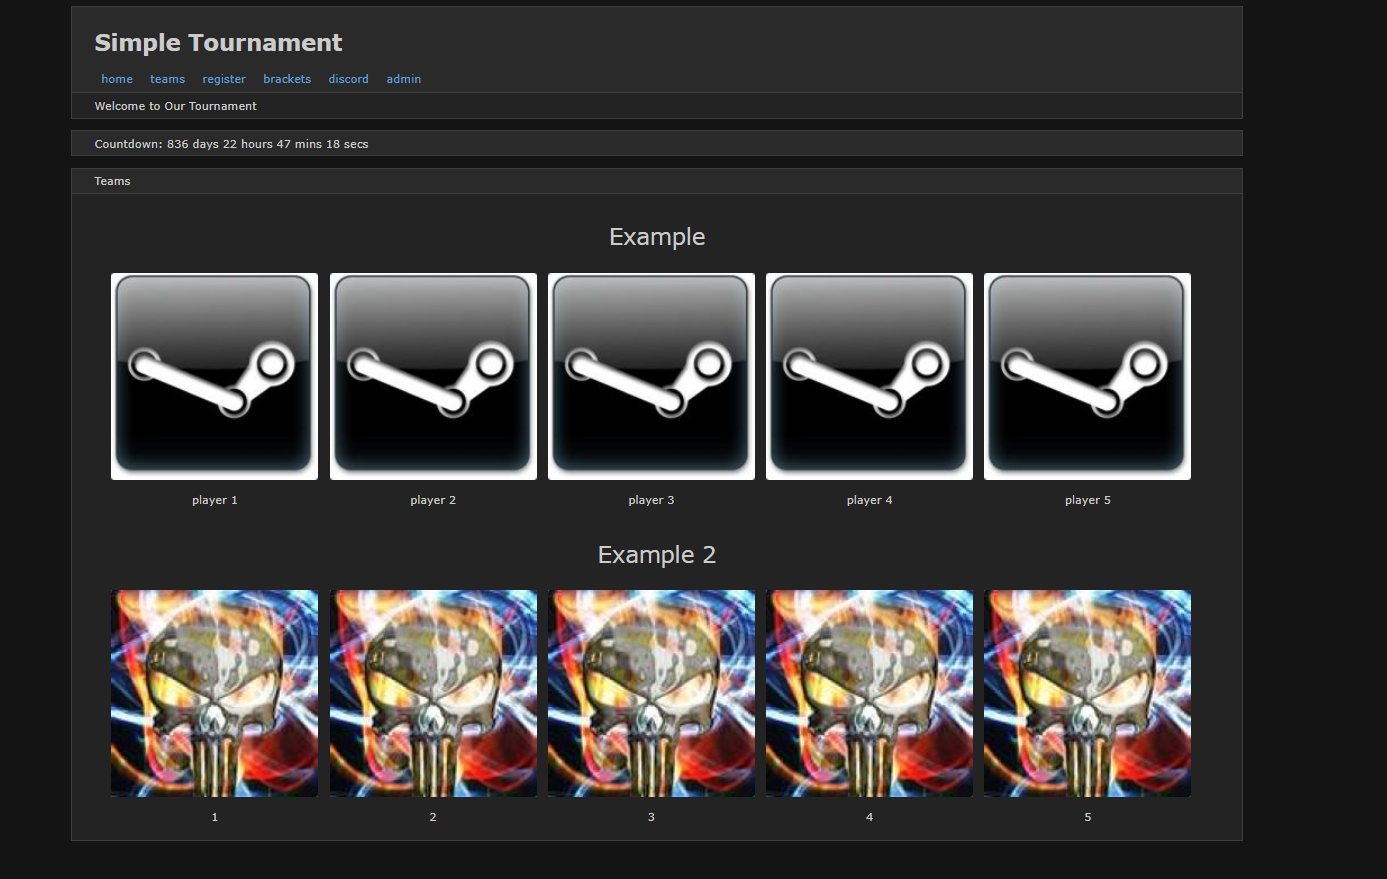 Simple Tournament
home teams register brackets discord admin
Welcome to Our Tournament
Countdown: 836 days 22 hours 47 mins 18 secs
Teams
Example
player 1 player 2 player 3 player 4 player 5
Example 2
1 2 3 4 5